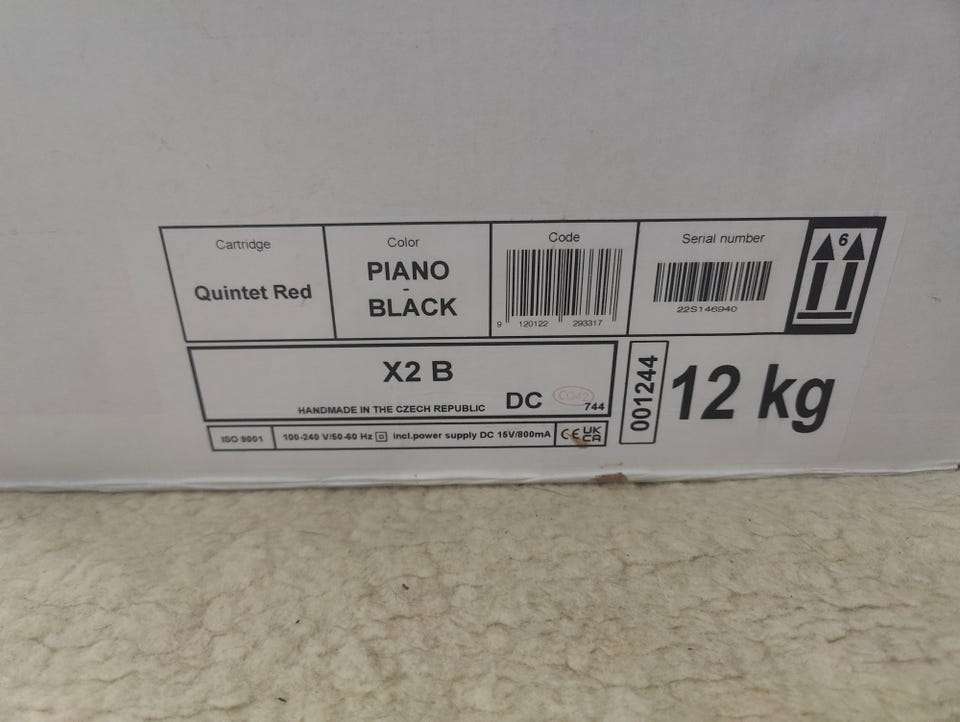 Cartridge
Quintet Red
Color
PIANO
-
BLACK
Code
9 120122 293317
Serial number
22S146940
6
X2 B
HANDMADE IN THE CZECH REPUBLIC DC 744
001244
12 kg
ISO 9001
100-240 V/50-60 Hz incl.power supply DC 15V/800mA
CE UK
CA